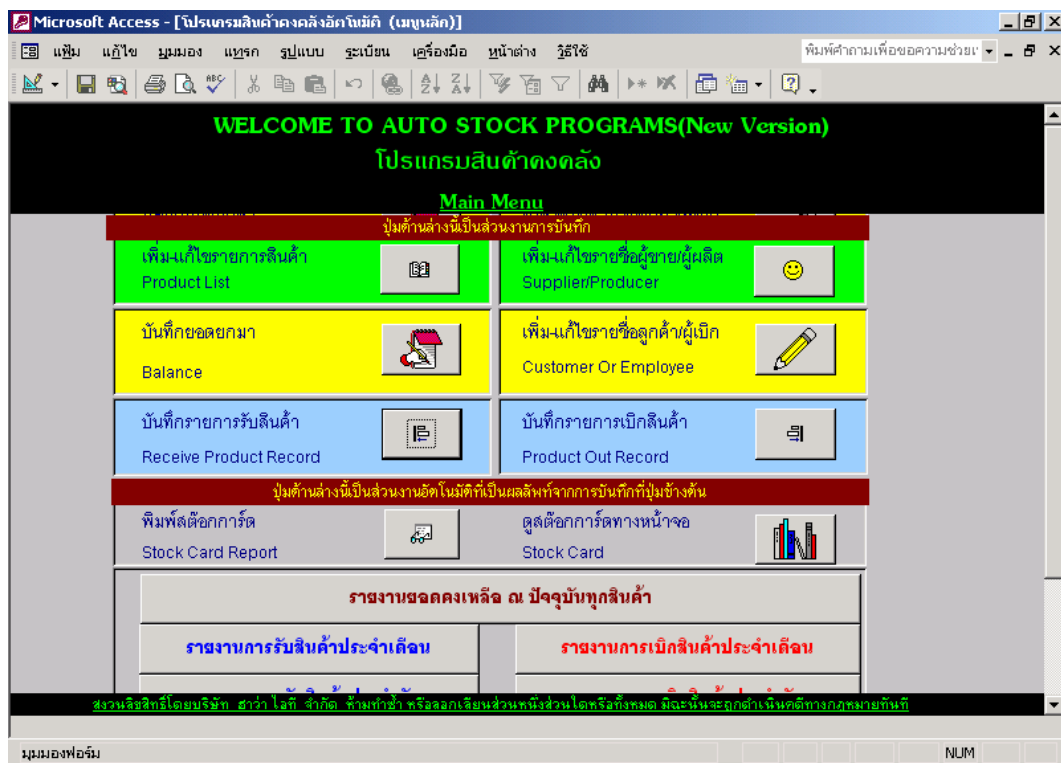 Microsoft Access - [โปรแกรมสินค้าคงคลังอัตโนมัติ (เมนูหลัก)]
แฟ้ม แก้ไข มุมมอง แทรก รูปแบบ ระเบียน เครื่องมือ หน้าต่าง วิธีใช้ พิมพ์คำถามเพื่อขอความช่วย
WELCOME TO AUTO STOCK PROGRAMS(New Version)
โปรแกรมสินค้าคงคลัง
Main Menu
ปุ่มด้านล่างนี้เป็นส่วนงานการบันทึก
เพิ่ม-แก้ไขรายการสินค้า
Product List
เพิ่ม-แก้ไขรายชื่อผู้ขาย/ผู้ผลิต
Supplier/Producer
บันทึกยอดยกมา
Balance
เพิ่ม-แก้ไขรายชื่อลูกค้า/ผู้เบิก
Customer Or Employee
บันทึกรายการรับสินค้า
Receive Product Record
บันทึกรายการเบิกสินค้า
Product Out Record
ปุ่มด้านล่างนี้เป็นส่วนงานอัตโนมัติที่เป็นผลลัพท์จากการบันทึกที่ปุ่มข้างต้น
พิมพ์สต๊อกการ์ด
Stock Card Report
ดูสต๊อกการ์ดทางหน้าจอ
Stock Card
รายงานยอดคงเหลือ ณ ปัจจุบันทุกสินค้า
รายงานการรับสินค้าประจำเดือน
รายงานการเบิกสินค้าประจำเดือน
สงวนลิขสิทธิ์โดยบริษัท ฮาว่า ไอที จำกัด ห้ามทำซ้ำ หรือลอกเลียนส่วนหนึ่งส่วนใดหรือทั้งหมด มิฉะนั้นจะถูกดำเนินคดีทางกฎหมายทันที
มุมมองฟอร์ม
NUM